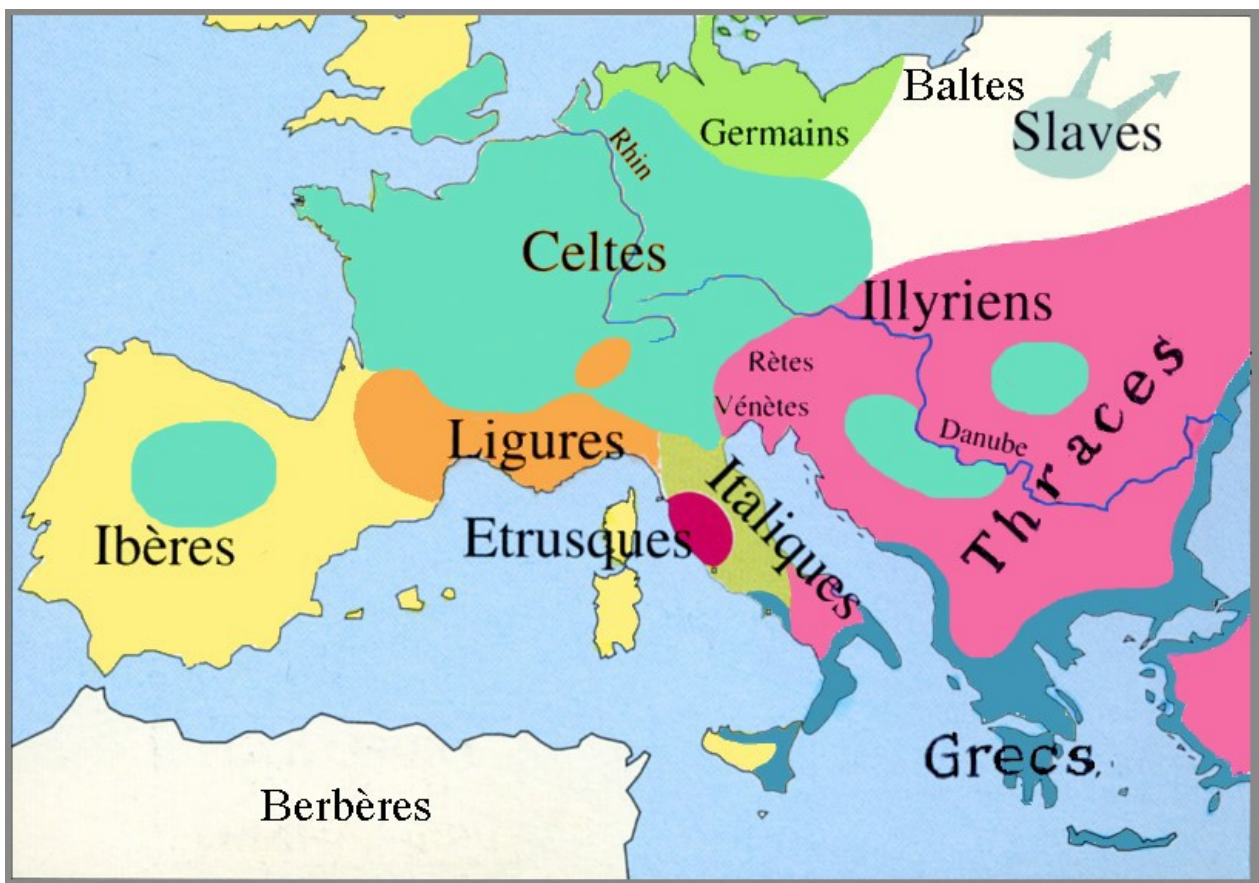 Baltes
Slaves
Germains
Rhin
Celtes
Illyriens
Rètes
Vénètes
Danube
Thraces
Ligures
Italiques
Etrusques
Ibères
Grecs
Berbères